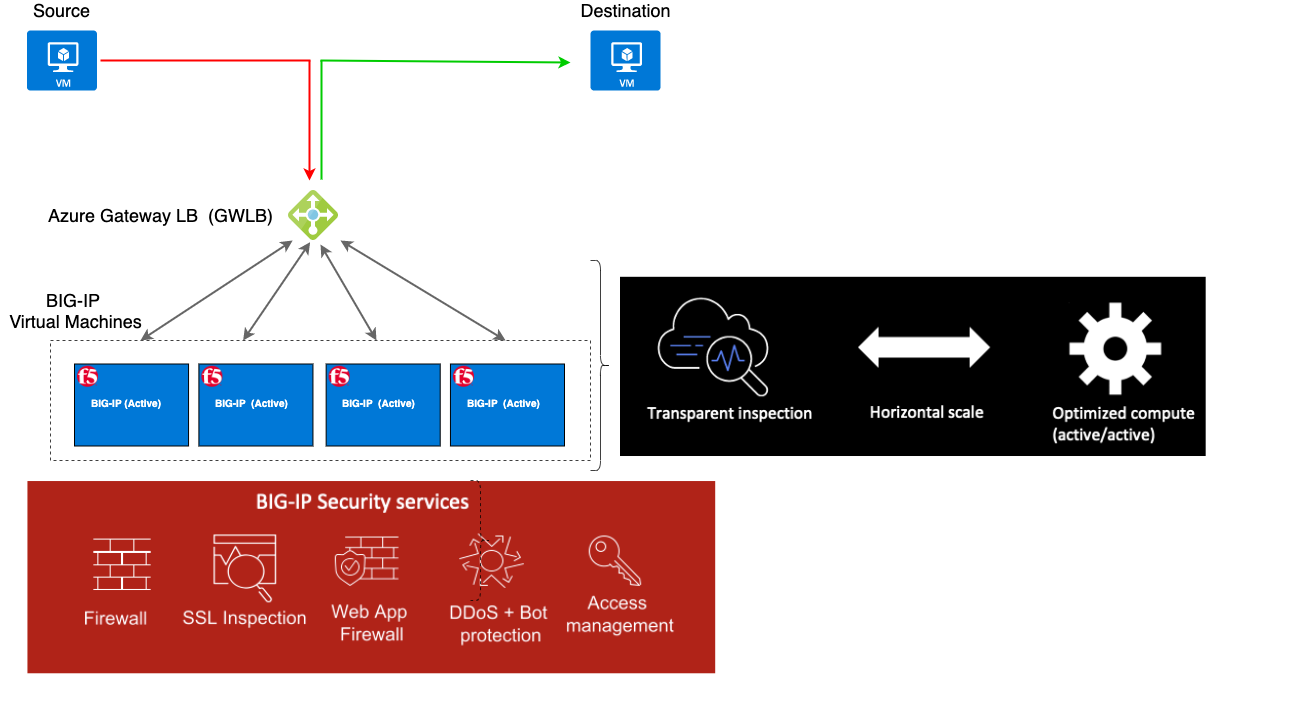 Source
Destination
VM
VM
Azure Gateway LB (GWLB)
BIG-IP
Virtual Machines
f5
f5
f5
f5
BIG-IP (Active)
BIG-IP (Active)
BIG-IP (Active)
BIG-IP (Active)
Transparent inspection
Horizontal scale
Optimized compute
(active/active)
BIG-IP Security services
Firewall
SSL Inspection
Web App
Firewall
DDoS + Bot
protection
Access
management